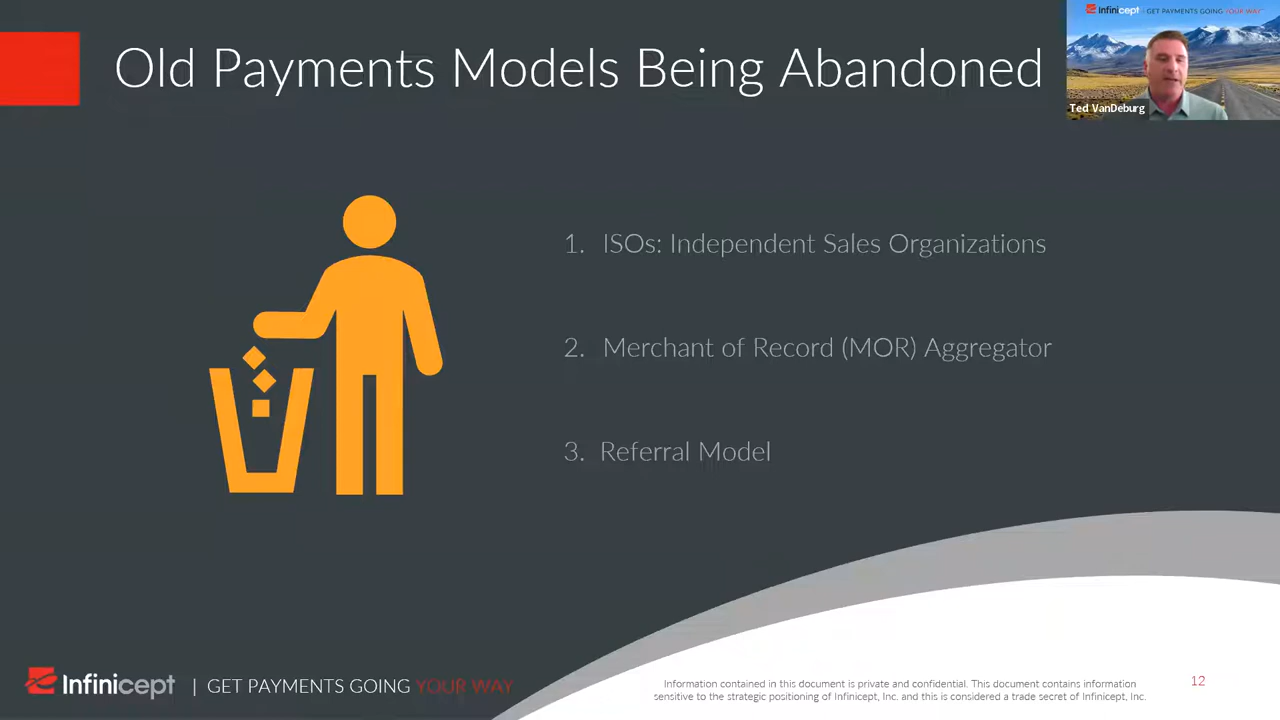 Old Payments Models Being Abandoned
Infinicept | GET PAYMENTS GOING YOUR WAY
Ted VanDeburg
1. ISOs: Independent Sales Organizations
2. Merchant of Record (MOR) Aggregator
3. Referral Model
Infinicept | GET PAYMENTS GOING YOUR WAY
Information contained in this document is private and confidential. This document contains information
sensitive to the strategic positioning of Infinicept, Inc. and this is considered a trade secret of Infinicept, Inc.
12